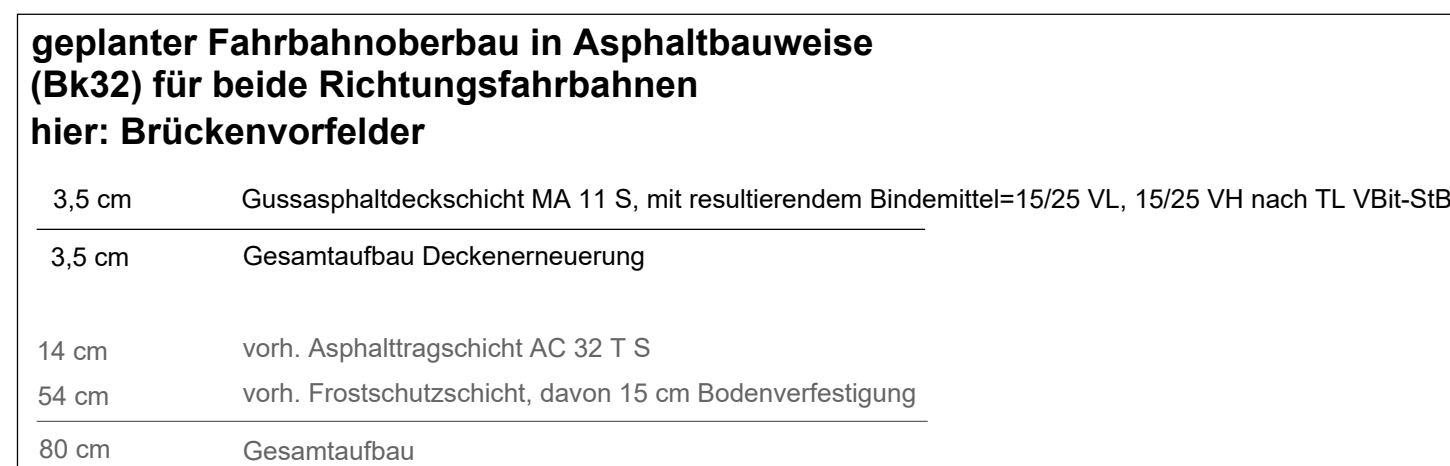 geplanter Fahrbahnoberbau in Asphaltbauweise
(Bk32) für beide Richtungsfahrbahnen
hier: Brückenvorfelder
3,5 cm Gussasphaltdeckschicht MA 11 S, mit resultierendem Bindemittel=15/25 VL, 15/25 VH nach TL VBit-StB
3,5 cm Gesamtaufbau Deckenerneuerung
14 cm vorh. Asphalttragschicht AC 32 T S
54 cm vorh. Frostschutzschicht, davon 15 cm Bodenverfestigung
80 cm Gesamtaufbau